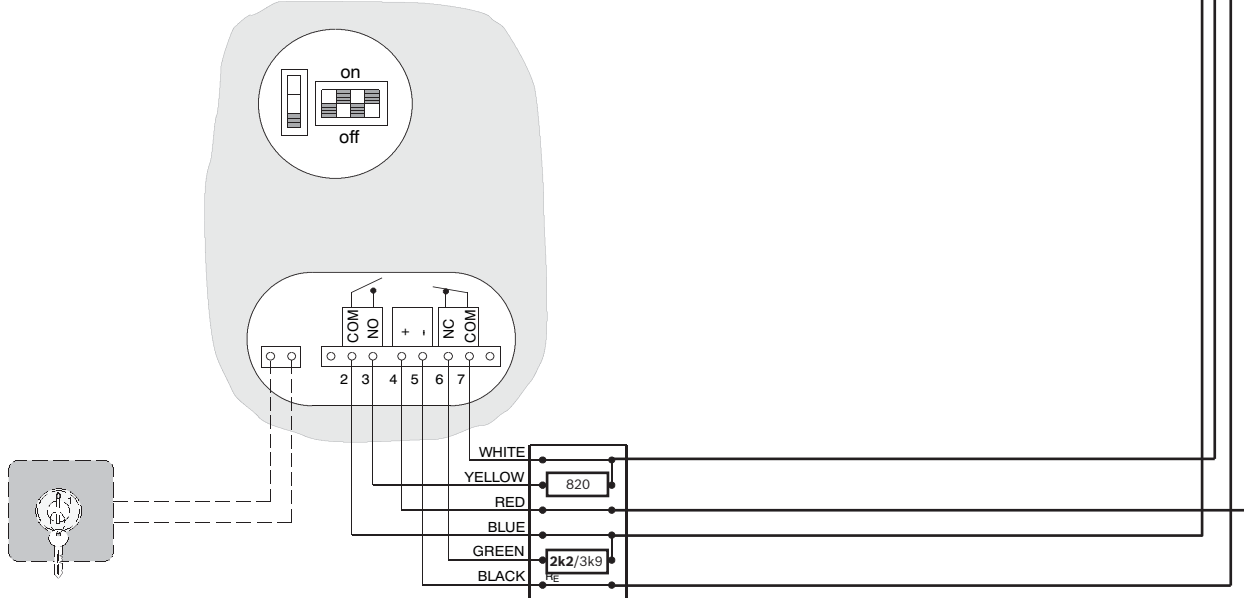 on
off
COM NO + - NC COM
2 3 4 5 6 7
WHITE
YELLOW 820
RED
BLUE
GREEN 2k2/3k9
BLACK RE